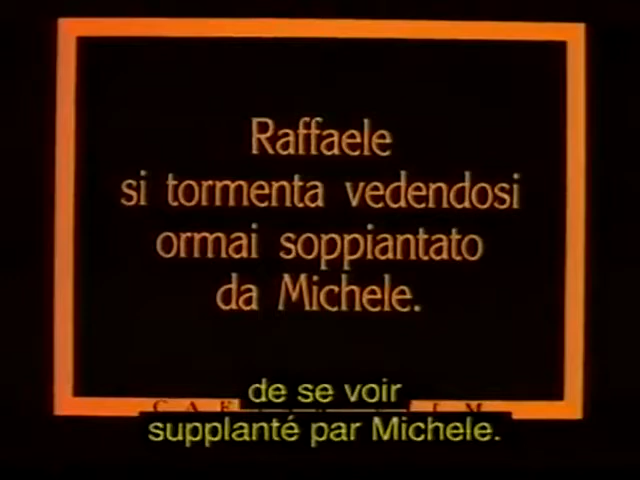 Raffaele
si tormenta vedendosi
ormai soppiantato
da Michele.
de se voir
supplanté par Michele.